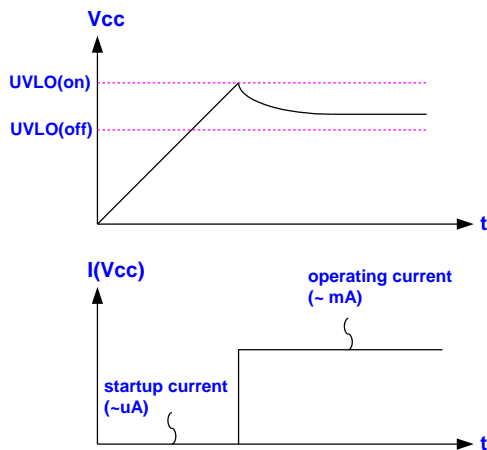 Vcc
UVLO(on)
UVLO(off)
t
I(Vcc)
operating current
(~ mA)
startup current
(~uA)
t